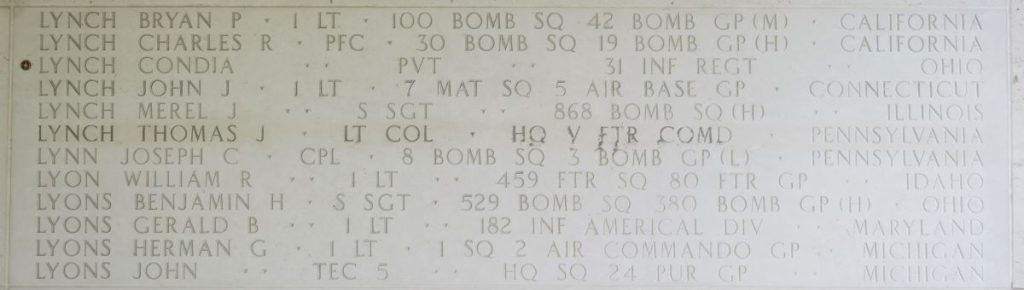 LYNCH BRYAN P · 1 LT · 100 BOMB SQ 42 BOMB GP (M) · CALIFORNIA
LYNCH CHARLES R · PFC · 30 BOMB SQ 19 BOMB GP (H) · CALIFORNIA
LYNCH CONDIA · · PVT · · 31 INF REGT · · OHIO
LYNCH JOHN J · 1 LT · 7 MAT SQ 5 AIR BASE GP · CONNECTICUT
LYNCH MEREL J · · S SGT · · 868 BOMB SQ (H) · · ILLINOIS
LYNCH THOMAS J · LT COL · HQ V FTR COMD · PENNSYLVANIA
LYNN JOSEPH C · CPL · 8 BOMB SQ 3 BOMB GP (L) · PENNSYLVANIA
LYON WILLIAM R · · 1 LT · · 459 FTR SQ 80 FTR GP · · IDAHO
LYONS BENJAMIN H · S SGT · 529 BOMB SQ 380 BOMB GP (H) · OHIO
LYONS GERALD B · · 1 LT · · 182 INF AMERICAL DIV · · MARYLAND
LYONS HERMAN G · 1 LT · 1 SQ 2 AIR COMMANDO GP · MICHIGAN
LYONS JOHN · · TEC 5 · · HQ SQ 24 PUR GP · · MICHIGAN